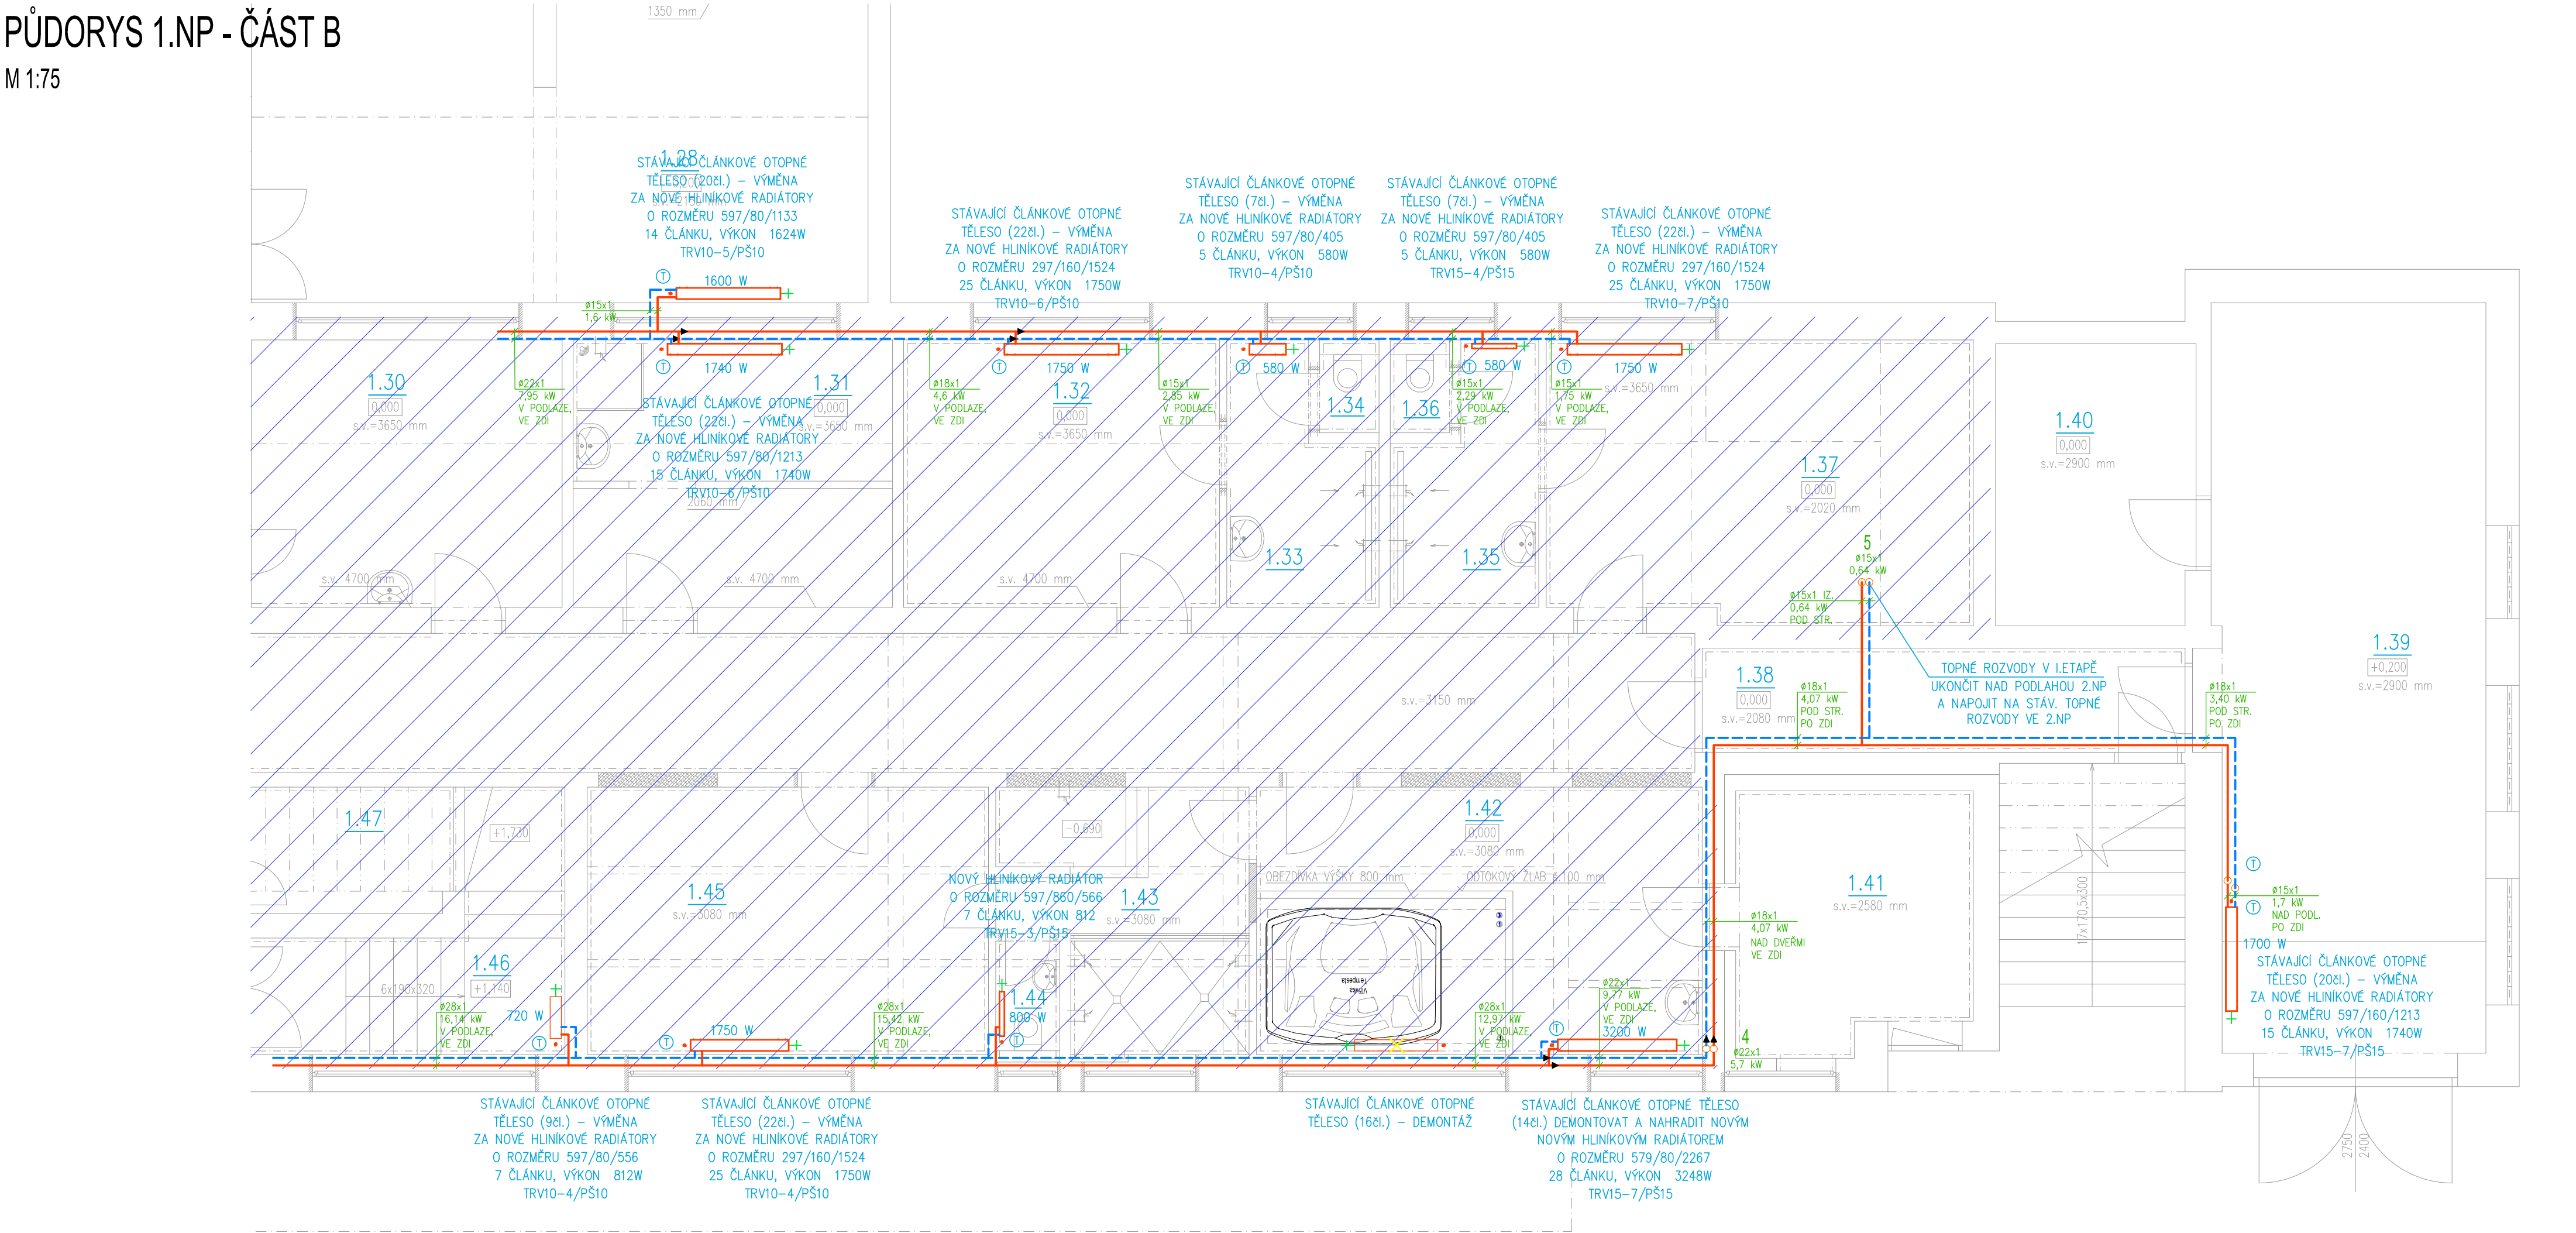 PŮDORYS 1.NP - ČÁST B
M 1:75
1350 mm
1.28
STÁVAJÍCÍ ČLÁNKOVÉ OTOPNÉ
TĚLESO (20čl.) – VÝMĚNA
ZA NOVÉ HLINÍKOVÉ RADIÁTORY
O ROZMĚRU 597/80/1133
14 ČLÁNKU, VÝKON 1624W
TRV10-5/PŠ10
1600 W
ø15x1
1,6 kW
STÁVAJÍCÍ ČLÁNKOVÉ OTOPNÉ
TĚLESO (22čl.) – VÝMĚNA
ZA NOVÉ HLINÍKOVÉ RADIÁTORY
O ROZMĚRU 297/160/1524
25 ČLÁNKU, VÝKON 1750W
TRV10-6/PŠ10
STÁVAJÍCÍ ČLÁNKOVÉ OTOPNÉ
TĚLESO (7čl.) – VÝMĚNA
ZA NOVÉ HLINÍKOVÉ RADIÁTORY
O ROZMĚRU 597/80/405
5 ČLÁNKU, VÝKON 580W
TRV10-4/PŠ10
STÁVAJÍCÍ ČLÁNKOVÉ OTOPNÉ
TĚLESO (7čl.) – VÝMĚNA
ZA NOVÉ HLINÍKOVÉ RADIÁTORY
O ROZMĚRU 597/80/405
5 ČLÁNKU, VÝKON 580W
TRV15-4/PŠ15
STÁVAJÍCÍ ČLÁNKOVÉ OTOPNÉ
TĚLESO (22čl.) – VÝMĚNA
ZA NOVÉ HLINÍKOVÉ RADIÁTORY
O ROZMĚRU 297/160/1524
25 ČLÁNKU, VÝKON 1750W
TRV10-7/PŠ10
T
T
T
T
T
T
1740 W
1750 W
580 W
580 W
1750 W
1.30
0,000
s.v.=3650 mm
ø22x1
7,95 kW
V PODLAZE,
VE ZDI
1.31
0,000
s.v.=3650 mm
STÁVAJÍCÍ ČLÁNKOVÉ OTOPNÉ
TĚLESO (22čl.) – VÝMĚNA
ZA NOVÉ HLINÍKOVÉ RADIÁTORY
O ROZMĚRU 597/80/1213
15 ČLÁNKU, VÝKON 1740W
TRV10-6/PŠ10
2060 mm
ø18x1
4,6 kW
V PODLAZE,
VE ZDI
1.32
0,000
s.v.=3650 mm
ø15x1
2,85 kW
V PODLAZE,
VE ZDI
1.34
1.36
ø15x1
2,29 kW
V PODLAZE,
VE ZDI
ø15x1
1,75 kW
V PODLAZE,
VE ZDI
s.v.=3650 mm
1.37
0,000
s.v.=2020 mm
1.40
0,000
s.v.=2900 mm
1.33
1.35
5
ø15x1
0,64 kW
ø15x1 IZ.
0,64 kW
POD STR.
s.v. 4700 mm
s.v. 4700 mm
s.v. 4700 mm
1.39
+0,200
s.v.=2900 mm
TOPNÉ ROZVODY V I.ETAPĚ
UKONČIT NAD PODLAHOU 2.NP
A NAPOJIT NA STÁV. TOPNÉ
ROZVODY VE 2.NP
1.38
0,000
s.v.=2080 mm
ø18x1
4,07 kW
POD STR.
PO ZDI
ø18x1
3,40 kW
POD STR.
PO ZDI
s.v.=3150 mm
1.47
+1,730
-0,690
1.42
0,000
s.v.=3080 mm
OBEZDÍVKA VÝŠKY 800 mm
1.45
s.v.=3080 mm
NOVÝ HLINÍKOVÝ RADIÁTOR
O ROZMĚRU 597/860/566
7 ČLÁNKU, VÝKON 812
TRV15-3/PŠ15
1.43
s.v.=3080 mm
1.41
s.v.=2580 mm
17x170,5x300
T
T
ø15x1
1,7 kW
NAD PODL.
PO ZDI
1700 W
STÁVAJÍCÍ ČLÁNKOVÉ OTOPNÉ
TĚLESO (20čl.) – VÝMĚNA
ZA NOVÉ HLINÍKOVÉ RADIÁTORY
O ROZMĚRU 597/160/1213
15 ČLÁNKU, VÝKON 1740W
TRV15-7/PŠ15
ø18x1
4,07 kW
NAD DVEŘMI
VE ZDI
1.46
+1,140
6x190x320
ø28x1
16,14 kW
V PODLAZE,
VE ZDI
720 W
T
T
1750 W
ø28x1
15,42 kW
V PODLAZE,
VE ZDI
1.44
800 W
T
Vířivka
Tempesta
ø28x1
12,97 kW
V PODLAZE,
VE ZDI
ø22x1
9,77 kW
V PODLAZE,
VE ZDI
3200 W
T
4
ø22x1
5,7 kW
STÁVAJÍCÍ ČLÁNKOVÉ OTOPNÉ
TĚLESO (9čl.) – VÝMĚNA
ZA NOVÉ HLINÍKOVÉ RADIÁTORY
O ROZMĚRU 597/80/556
7 ČLÁNKU, VÝKON 812W
TRV10-4/PŠ10
STÁVAJÍCÍ ČLÁNKOVÉ OTOPNÉ
TĚLESO (22čl.) – VÝMĚNA
ZA NOVÉ HLINÍKOVÉ RADIÁTORY
O ROZMĚRU 297/160/1524
25 ČLÁNKU, VÝKON 1750W
TRV10-4/PŠ10
STÁVAJÍCÍ ČLÁNKOVÉ OTOPNÉ
TĚLESO (16čl.) – DEMONTÁŽ
STÁVAJÍCÍ ČLÁNKOVÉ OTOPNÉ TĚLESO
(14čl.) DEMONTOVAT A NAHRADIT NOVÝM
NOVÝM HLINÍKOVÝM RADIÁTOREM
O ROZMĚRU 579/80/2267
28 ČLÁNKU, VÝKON 3248W
TRV15-7/PŠ15
2750
2400